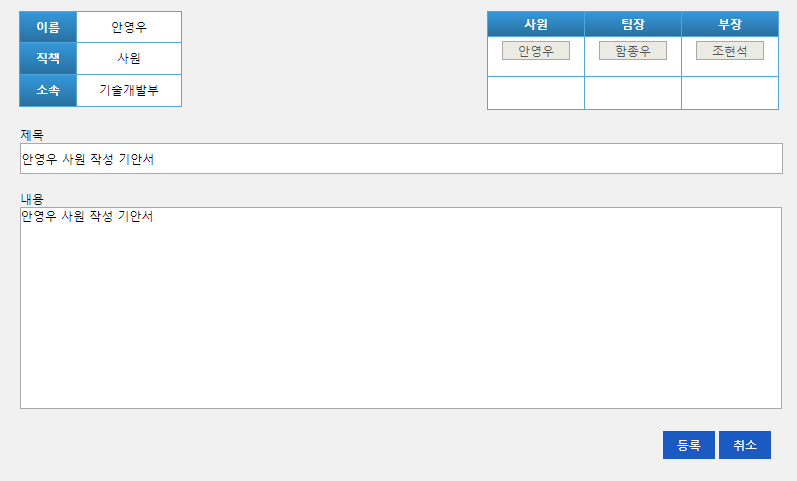 이름 안영우
직책 사원
소속 기술개발부
사원 팀장 부장
안영우 함종우 조현석
제목
안영우 사원 작성 기안서
내용
안영우 사원 작성 기안서
등록 취소